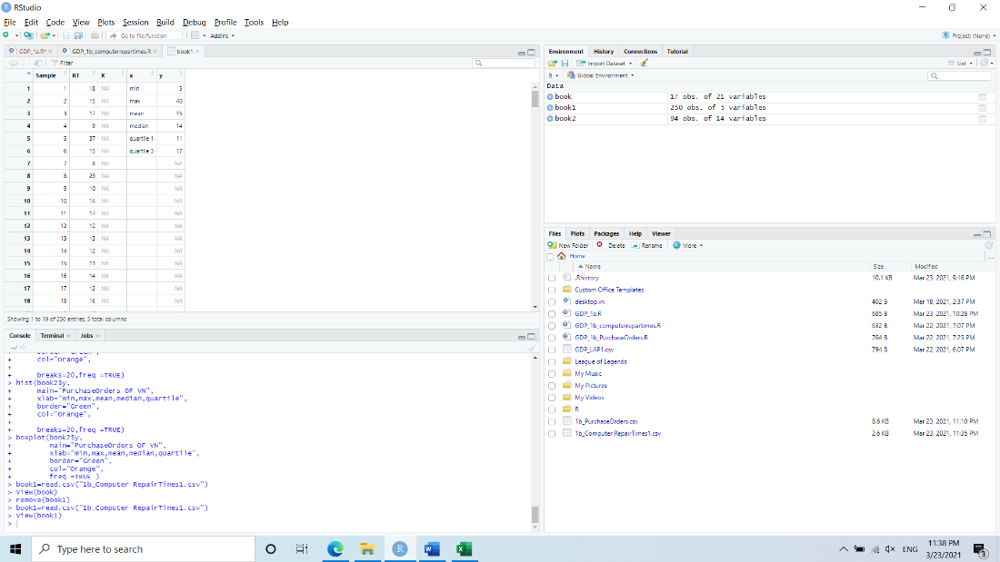 RStudio
File Edit Code View Plots Session Build Debug Profile Tools Help
Go to file/function Addins Project: (None)
GDP_1a.R* GDP_1b_computerrepartimes.R book1
Filter
Sample RT X x y
1 1 18 NA min 5
2 2 15 NA max 40
3 3 17 NA mean 15
4 4 9 NA median 14
5 5 37 NA quartile 1 11
6 6 15 NA quartile 3 17
7 7 8 NA NA
8 8 29 NA NA
9 9 10 NA NA
10 10 14 NA NA
11 11 17 NA NA
12 12 12 NA NA
13 13 15 NA NA
14 14 12 NA NA
15 15 11 NA NA
16 16 14 NA NA
17 17 13 NA NA
18 18 16 NA NA
Showing 1 to 19 of 250 entries, 5 total columns
Console Terminal Jobs
~/
+ col="Orange",
+
+ breaks=20,freq =TRUE)
> hist(book2$y,
+ main="PurchaseOrders OF VN",
+ xlab="min,max,mean,median,quartile",
+ border="Green",
+ col="Orange",
+
+ breaks=20,freq =TRUE)
> boxplot(book2$y,
+ main="PurchaseOrders OF VN",
+ xlab="min,max,mean,median,quartile",
+ border="Green",
+ col="Orange",
+ freq =TRUE )
> book1=read.csv("1b_Computer RepairTimes1.csv")
> View(book)
> remove(book1)
> book1=read.csv("1b_Computer RepairTimes1.csv")
> View(book1)
>
Environment History Connections Tutorial
Import Dataset List
R Global Environment
Data
book 17 obs. of 21 variables
book1 250 obs. of 5 variables
book2 94 obs. of 14 variables
Files Plots Packages Help Viewer
New Folder Delete Rename More
Home
Name Size Modified
.Rhistory 10.1 KB Mar 23, 2021, 9:16 PM
Custom Office Templates
desktop.ini 402 B Mar 18, 2021, 2:37 PM
GDP_1a.R 685 B Mar 23, 2021, 10:28 PM
GDP_1b_computerrepartimes.R 632 B Mar 22, 2021, 7:07 PM
GDP_1b_PurchaseOrders.R 764 B Mar 22, 2021, 7:25 PM
GDP_LAP1.csv 794 B Mar 22, 2021, 6:07 PM
League of Legends
My Music
My Pictures
My Videos
R
1b_PurchaseOrders.csv 8.6 KB Mar 23, 2021, 11:10 PM
1b_Computer RepairTimes1.csv 2.6 KB Mar 23, 2021, 11:35 PM
Type here to search
ENG
11:38 PM
3/23/2021
3